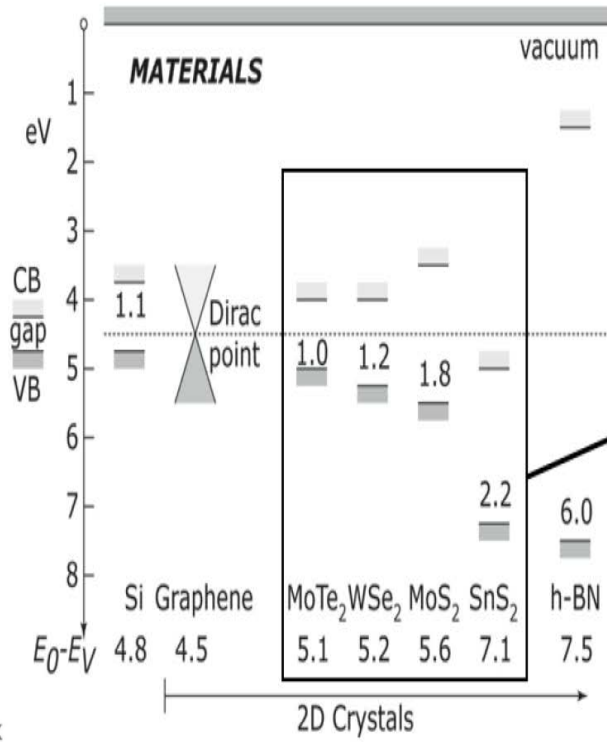 vacuum
MATERIALS
1
eV
2
3
CB
4
1.1
Dirac
gap
point
1.0
1.2
5
1.8
VB
6
2.2
7
6.0
8
Si Graphene MoTe₂ WSe₂ MoS₂ SnS₂ h-BN
E₀-E_V 4.8 4.5 5.1 5.2 5.6 7.1 7.5
2D Crystals